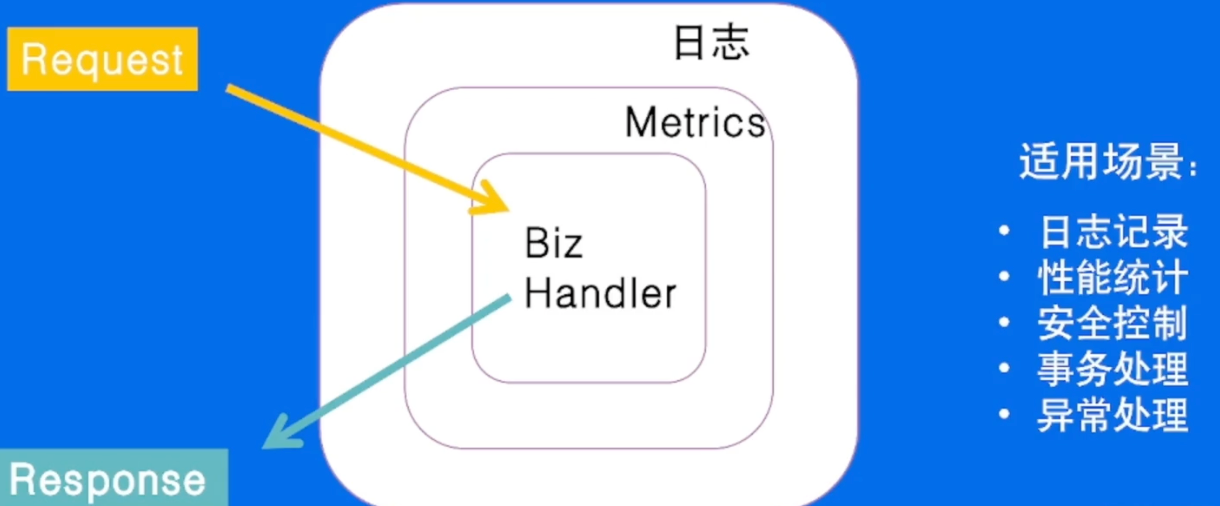 Request
日志
Metrics
Biz
Handler
Response
适用场景：
• 日志记录
• 性能统计
• 安全控制
• 事务处理
• 异常处理